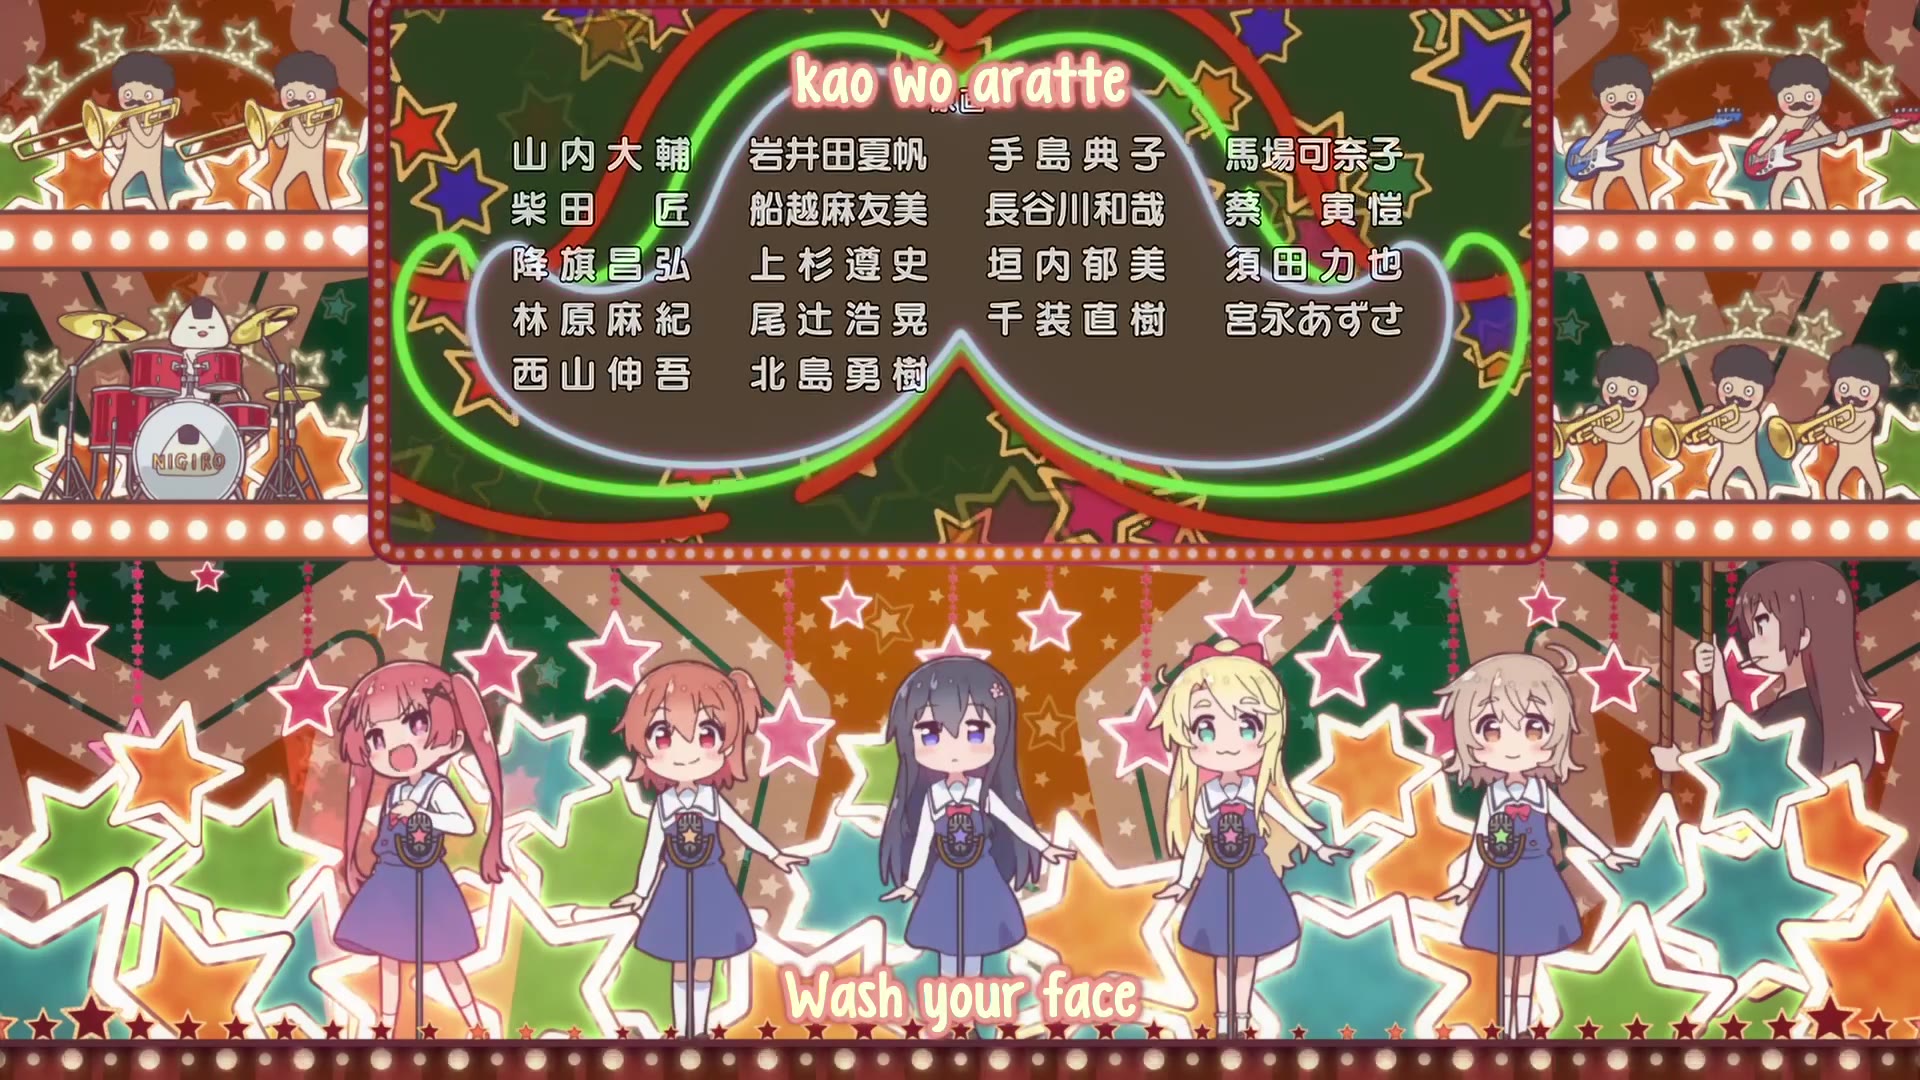 kao wo aratte
原画
山内大輔 岩井田夏帆 手島典子 馬場可奈子
柴田 匠 船越麻友美 長谷川和哉 蔡 寅愷
降旗昌弘 上杉遵史 垣内郁美 須田力也
林原麻紀 尾辻浩晃 千装直樹 宮永あずさ
西山伸吾 北島勇樹
NIGIRO
Wash your face